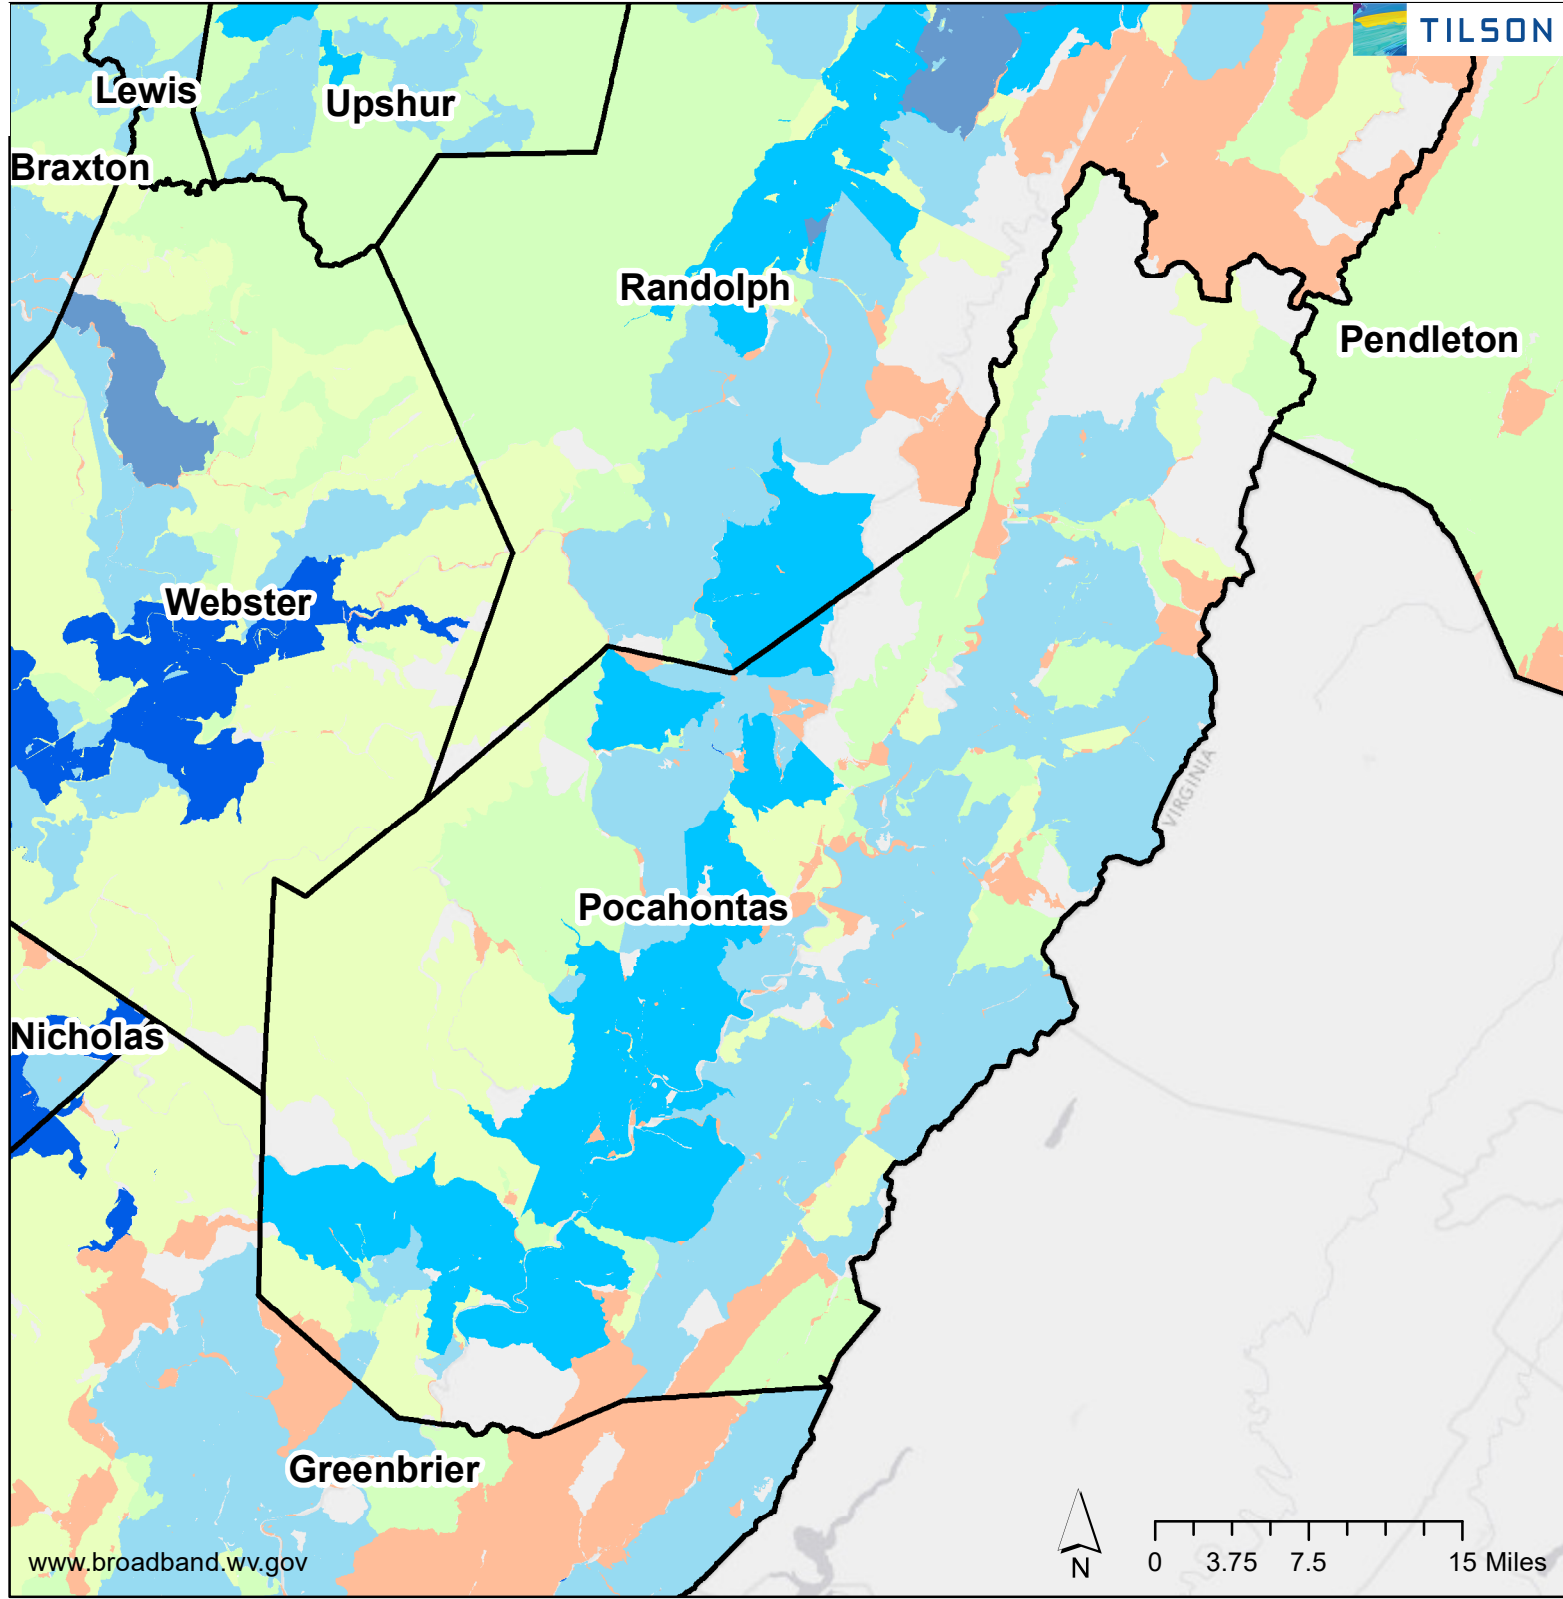 TILSON
Lewis
Upshur
Braxton
Randolph
Pendleton
Webster
VIRGINIA
Pocahontas
Nicholas
Greenbrier
www.broadband.wv.gov
N
0 3.75 7.5 15 Miles